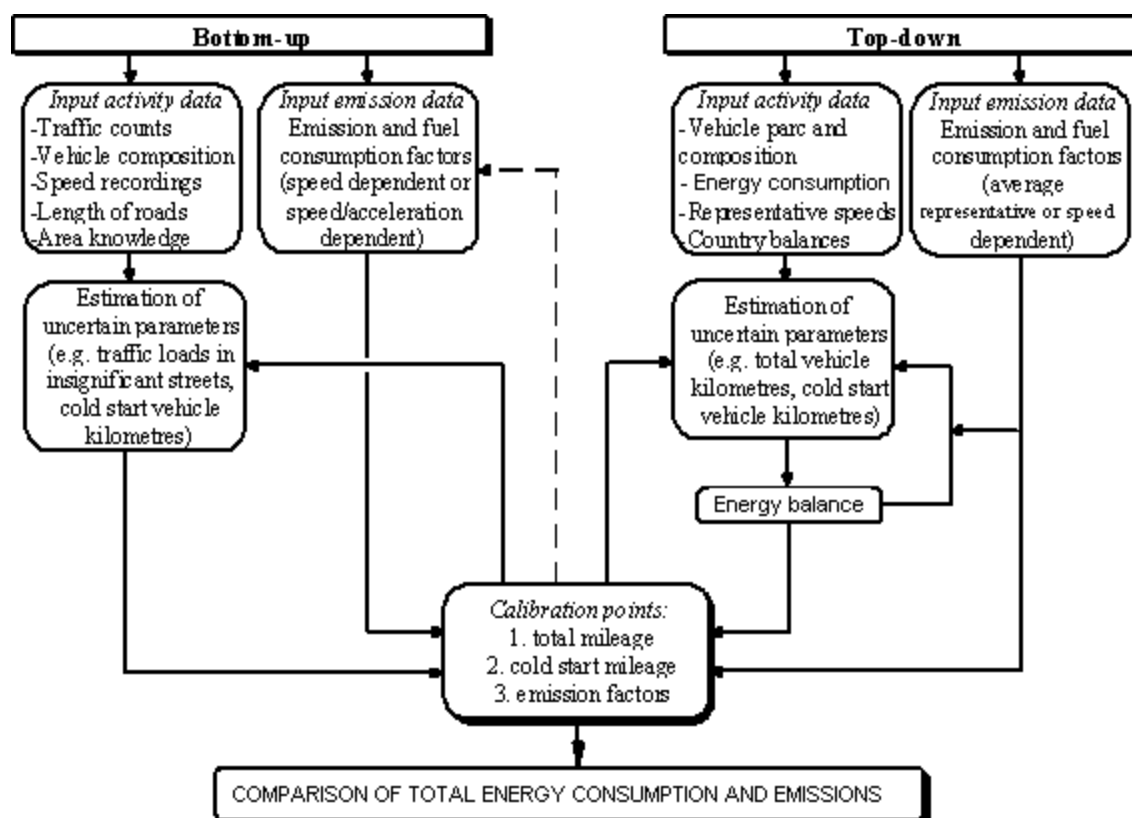 Bottom-up
Top-down
Input activity data
-Traffic counts
-Vehicle composition
-Speed recordings
-Length of roads
-Area knowledge
Input emission data
Emission and fuel
consumption factors
(speed dependent or
speed/acceleration
dependent)
Input activity data
- Vehicle parc and
composition
- Energy consumption
-Representative speeds
-Country balances
Input emission data
Emission and fuel
consumption factors
(average
representative or speed
dependent)
Estimation of
uncertain parameters
(e.g. traffic loads in
insignificant streets,
cold start vehicle
kilometres)
Estimation of
uncertain parameters
(e.g. total vehicle
kilometres, cold start
vehicle kilometres)
Energy balance
Calibration points:
1. total mileage
2. cold start mileage
3. emission factors
COMPARISON OF TOTAL ENERGY CONSUMPTION AND EMISSIONS